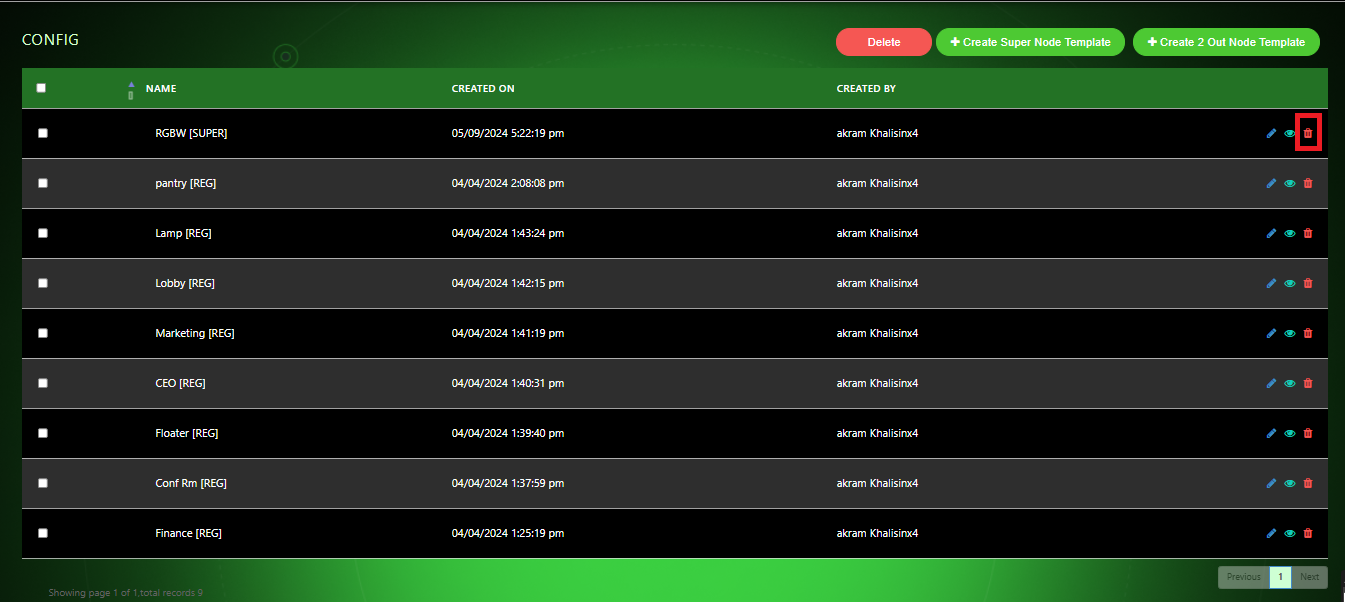 CONFIG
Delete
Create Super Node Template
Create 2 Out Node Template
NAME CREATED ON CREATED BY
RGBW [SUPER] 05/09/2024 5:22:19 pm akram Khalisinx4
pantry [REG] 04/04/2024 2:08:08 pm akram Khalisinx4
Lamp [REG] 04/04/2024 1:43:24 pm akram Khalisinx4
Lobby [REG] 04/04/2024 1:42:15 pm akram Khalisinx4
Marketing [REG] 04/04/2024 1:41:19 pm akram Khalisinx4
CEO [REG] 04/04/2024 1:40:31 pm akram Khalisinx4
Floater [REG] 04/04/2024 1:39:40 pm akram Khalisinx4
Conf Rm [REG] 04/04/2024 1:37:59 pm akram Khalisinx4
Finance [REG] 04/04/2024 1:25:19 pm akram Khalisinx4
Previous 1 Next
Showing page 1 of 1,total records 9